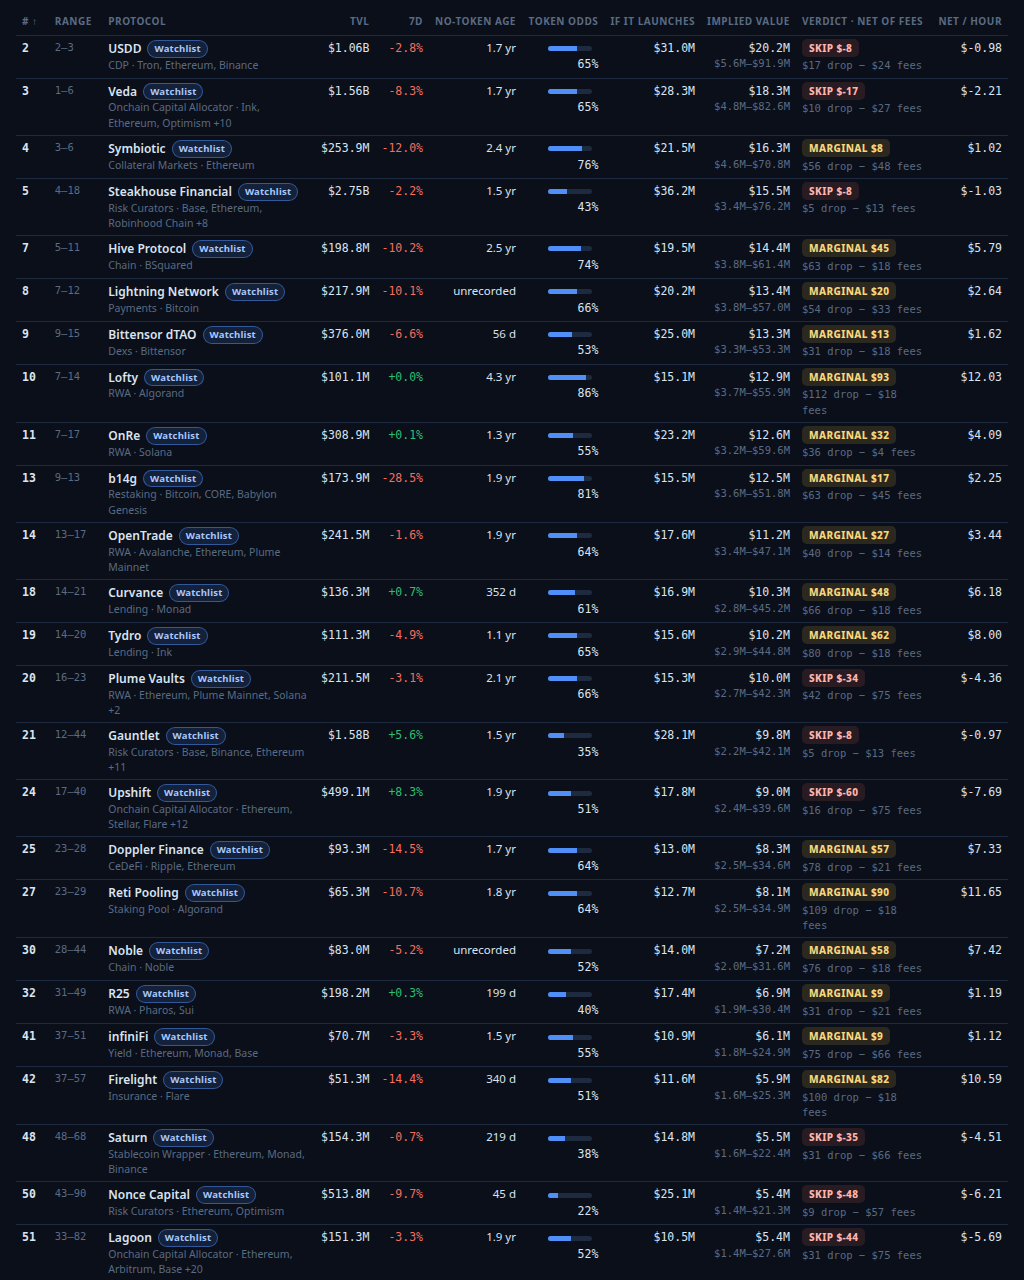 # ↑ RANGE PROTOCOL TVL 7D NO-TOKEN AGE TOKEN ODDS IF IT LAUNCHES IMPLIED VALUE VERDICT · NET OF FEES NET / HOUR
2 2–3 USDD Watchlist $1.06B -2.8% 1.7 yr $31.0M $20.2M SKIP $-8 $-0.98
CDP · Tron, Ethereum, Binance 65% $5.6M–$91.9M $17 drop − $24 fees
3 1–6 Veda Watchlist $1.56B -8.3% 1.7 yr $28.3M $18.3M SKIP $-17 $-2.21
Onchain Capital Allocator · Ink, 65% $4.8M–$82.6M $10 drop − $27 fees
Ethereum, Optimism +10
4 3–6 Symbiotic Watchlist $253.9M -12.0% 2.4 yr $21.5M $16.3M MARGINAL $8 $1.02
Collateral Markets · Ethereum 76% $4.6M–$70.8M $56 drop − $48 fees
5 4–18 Steakhouse Financial Watchlist $2.75B -2.2% 1.5 yr $36.2M $15.5M SKIP $-8 $-1.03
Risk Curators · Base, Ethereum, 43% $3.4M–$76.2M $5 drop − $13 fees
Robinhood Chain +8
7 5–11 Hive Protocol Watchlist $198.8M -10.2% 2.5 yr $19.5M $14.4M MARGINAL $45 $5.79
Chain · BSquared 74% $3.8M–$61.4M $63 drop − $18 fees
8 7–12 Lightning Network Watchlist $217.9M -10.1% unrecorded $20.2M $13.4M MARGINAL $20 $2.64
Payments · Bitcoin 66% $3.8M–$57.0M $54 drop − $33 fees
9 9–15 Bittensor dTAO Watchlist $376.0M -6.6% 56 d $25.0M $13.3M MARGINAL $13 $1.62
Dexs · Bittensor 53% $3.3M–$53.3M $31 drop − $18 fees
10 7–14 Lofty Watchlist $101.1M +0.0% 4.3 yr $15.1M $12.9M MARGINAL $93 $12.03
RWA · Algorand 86% $3.7M–$55.9M $112 drop − $18
fees
11 7–17 OnRe Watchlist $308.9M +0.1% 1.3 yr $23.2M $12.6M MARGINAL $32 $4.09
RWA · Solana 55% $3.2M–$59.6M $36 drop − $4 fees
13 9–13 b14g Watchlist $173.9M -28.5% 1.9 yr $15.5M $12.5M MARGINAL $17 $2.25
Restaking · Bitcoin, CORE, Babylon 81% $3.6M–$51.8M $63 drop − $45 fees
Genesis
14 13–17 OpenTrade Watchlist $241.5M -1.6% 1.9 yr $17.6M $11.2M MARGINAL $27 $3.44
RWA · Avalanche, Ethereum, Plume 64% $3.4M–$47.1M $40 drop − $14 fees
Mainnet
18 14–21 Curvance Watchlist $136.3M +0.7% 352 d $16.9M $10.3M MARGINAL $48 $6.18
Lending · Monad 61% $2.8M–$45.2M $66 drop − $18 fees
19 14–20 Tydro Watchlist $111.3M -4.9% 1.1 yr $15.6M $10.2M MARGINAL $62 $8.00
Lending · Ink 65% $2.9M–$44.8M $80 drop − $18 fees
20 16–23 Plume Vaults Watchlist $211.5M -3.1% 2.1 yr $15.3M $10.0M SKIP $-34 $-4.36
RWA · Ethereum, Plume Mainnet, Solana 66% $2.7M–$42.3M $42 drop − $75 fees
+2
21 12–44 Gauntlet Watchlist $1.58B +5.6% 1.5 yr $28.1M $9.8M SKIP $-8 $-0.97
Risk Curators · Base, Binance, Ethereum 35% $2.2M–$42.1M $5 drop − $13 fees
+11
24 17–40 Upshift Watchlist $499.1M +8.3% 1.9 yr $17.8M $9.0M SKIP $-60 $-7.69
Onchain Capital Allocator · Ethereum, 51% $2.4M–$39.6M $16 drop − $75 fees
Stellar, Flare +12
25 23–28 Doppler Finance Watchlist $93.3M -14.5% 1.7 yr $13.0M $8.3M MARGINAL $57 $7.33
CeDeFi · Ripple, Ethereum 64% $2.5M–$34.6M $78 drop − $21 fees
27 23–29 Reti Pooling Watchlist $65.3M -10.7% 1.8 yr $12.7M $8.1M MARGINAL $90 $11.65
Staking Pool · Algorand 64% $2.5M–$34.9M $109 drop − $18
fees
30 28–44 Noble Watchlist $83.0M -5.2% unrecorded $14.0M $7.2M MARGINAL $58 $7.42
Chain · Noble 52% $2.0M–$31.6M $76 drop − $18 fees
32 31–49 R25 Watchlist $198.2M +0.3% 199 d $17.4M $6.9M MARGINAL $9 $1.19
RWA · Pharos, Sui 40% $1.9M–$30.4M $31 drop − $21 fees
41 37–51 infiniFi Watchlist $70.7M -3.3% 1.5 yr $10.9M $6.1M MARGINAL $9 $1.12
Yield · Ethereum, Monad, Base 55% $1.8M–$24.9M $75 drop − $66 fees
42 37–57 Firelight Watchlist $51.3M -14.4% 340 d $11.6M $5.9M MARGINAL $82 $10.59
Insurance · Flare 51% $1.6M–$25.3M $100 drop − $18
fees
48 48–68 Saturn Watchlist $154.3M -0.7% 219 d $14.8M $5.5M SKIP $-35 $-4.51
Stablecoin Wrapper · Ethereum, Monad, 38% $1.6M–$22.4M $31 drop − $66 fees
Binance
50 43–90 Nonce Capital Watchlist $513.8M -9.7% 45 d $25.1M $5.4M SKIP $-48 $-6.21
Risk Curators · Ethereum, Optimism 22% $1.4M–$21.3M $9 drop − $57 fees
51 33–82 Lagoon Watchlist $151.3M -3.3% 1.9 yr $10.5M $5.4M SKIP $-44 $-5.69
Onchain Capital Allocator · Ethereum, 52% $1.4M–$27.6M $31 drop − $75 fees
Arbitrum, Base +20